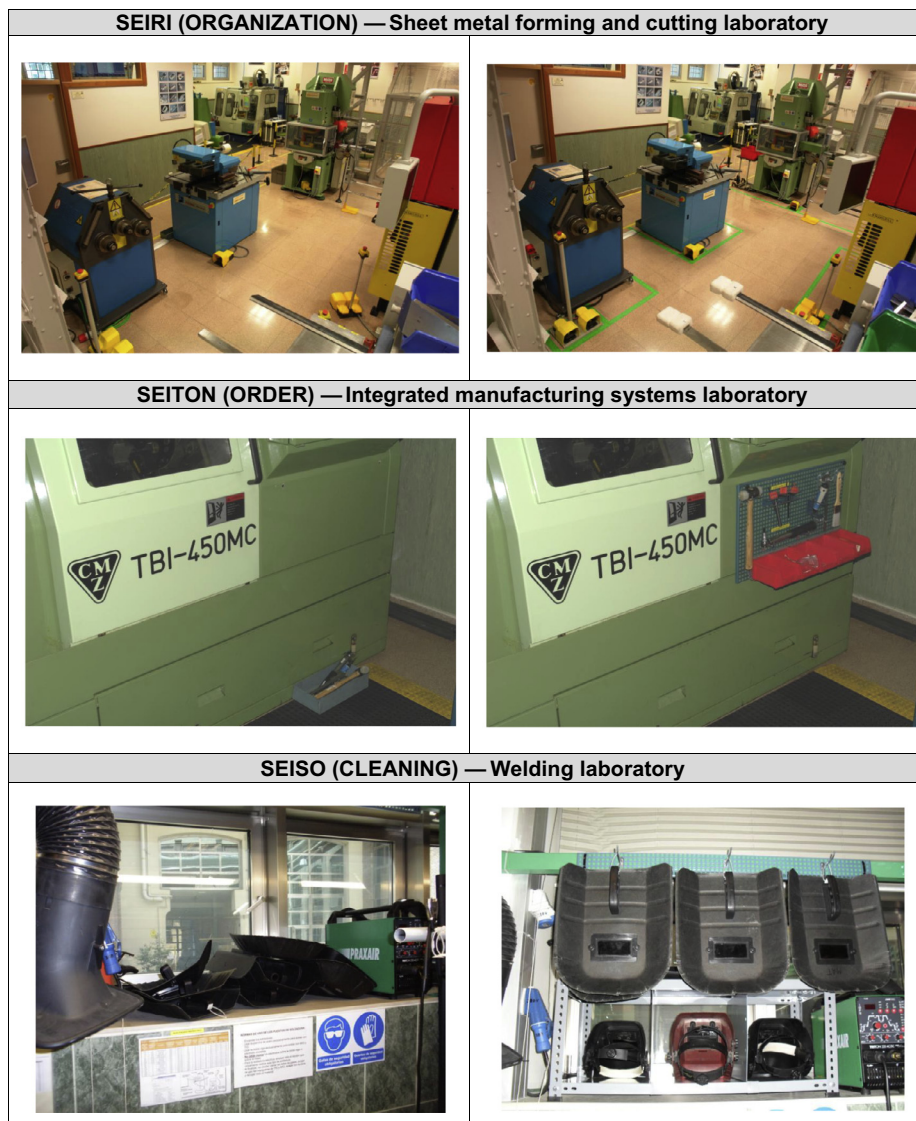 SEIRI (ORGANIZATION) — Sheet metal forming and cutting laboratory
SEITON (ORDER) — Integrated manufacturing systems laboratory
CMZ
TBI-450MC
CMZ
TBI-450MC
SEISO (CLEANING) — Welding laboratory
PRAXAIR